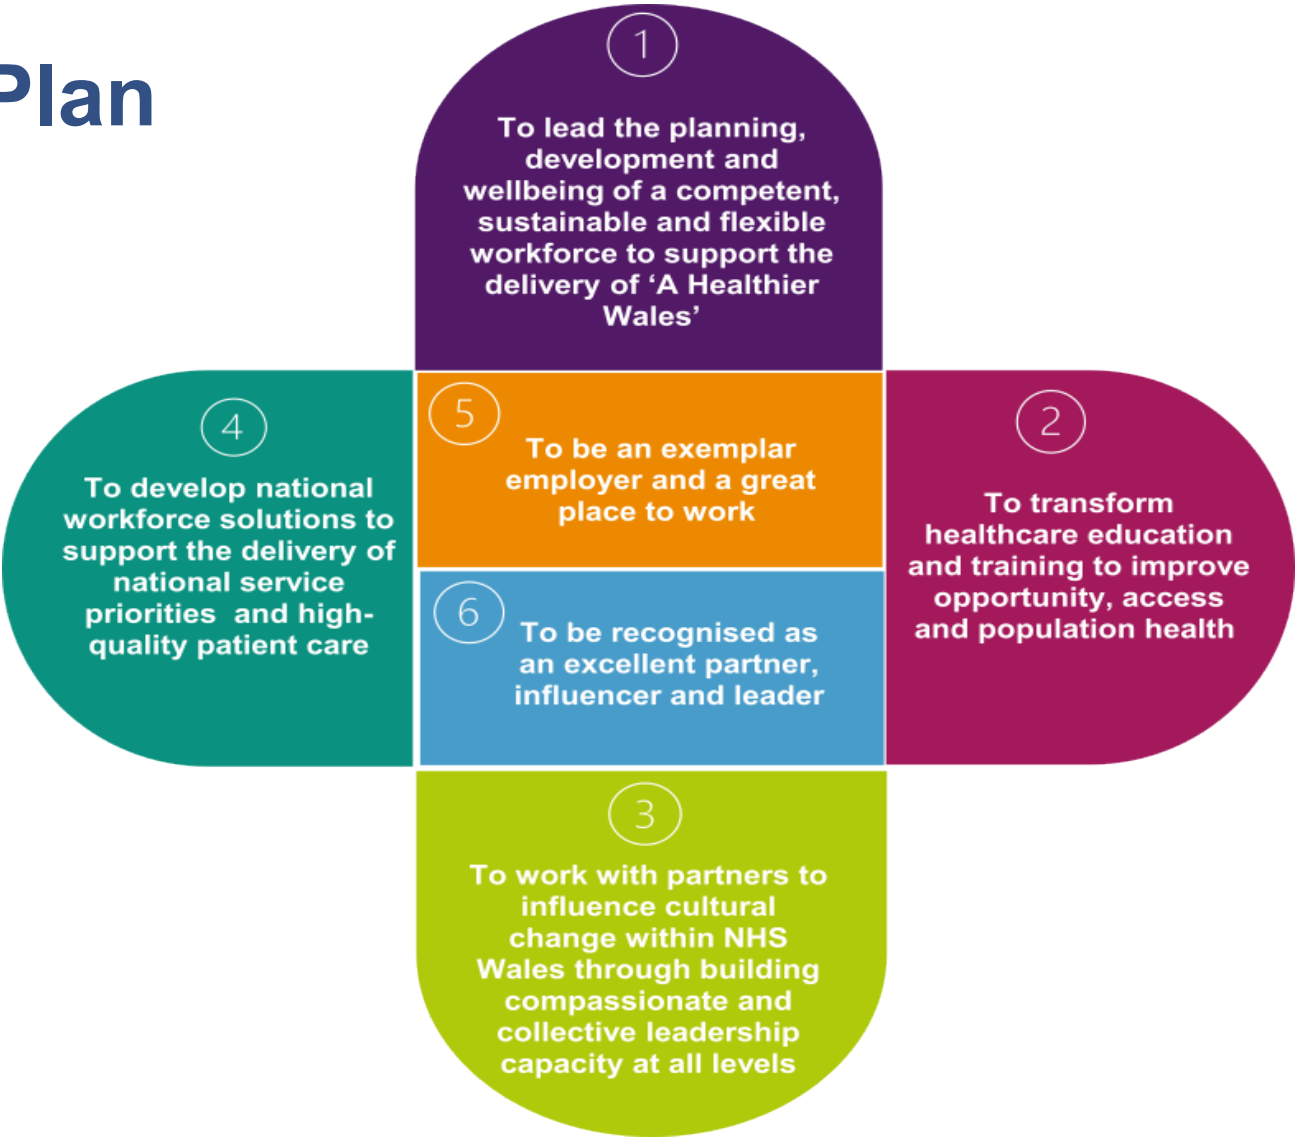 Plan
1
To lead the planning,
development and
wellbeing of a competent,
sustainable and flexible
workforce to support the
delivery of ‘A Healthier
Wales’
4
To develop national
workforce solutions to
support the delivery of
national service
priorities  and high-
quality patient care
5
To be an exemplar
employer and a great
place to work
6
To be recognised as
an excellent partner,
influencer and leader
2
To transform
healthcare education
and training to improve
opportunity, access
and population health
3
To work with partners to
influence cultural
change within NHS
Wales through building
compassionate and
collective leadership
capacity at all levels